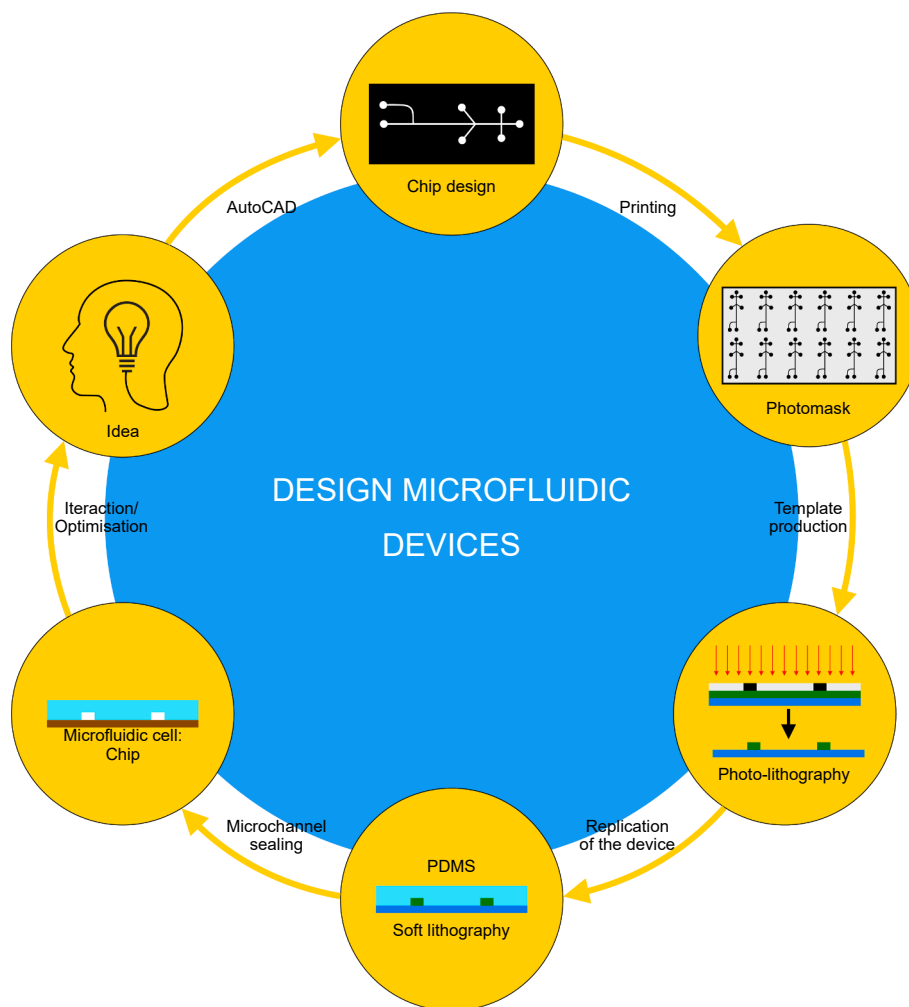 Chip design
AutoCAD
Printing
Idea
Photomask
DESIGN MICROFLUIDIC
DEVICES
Iteraction/
Optimisation
Template
production
Microfluidic cell:
Chip
Photo-lithography
Microchannel
sealing
Replication
of the device
PDMS
Soft lithography